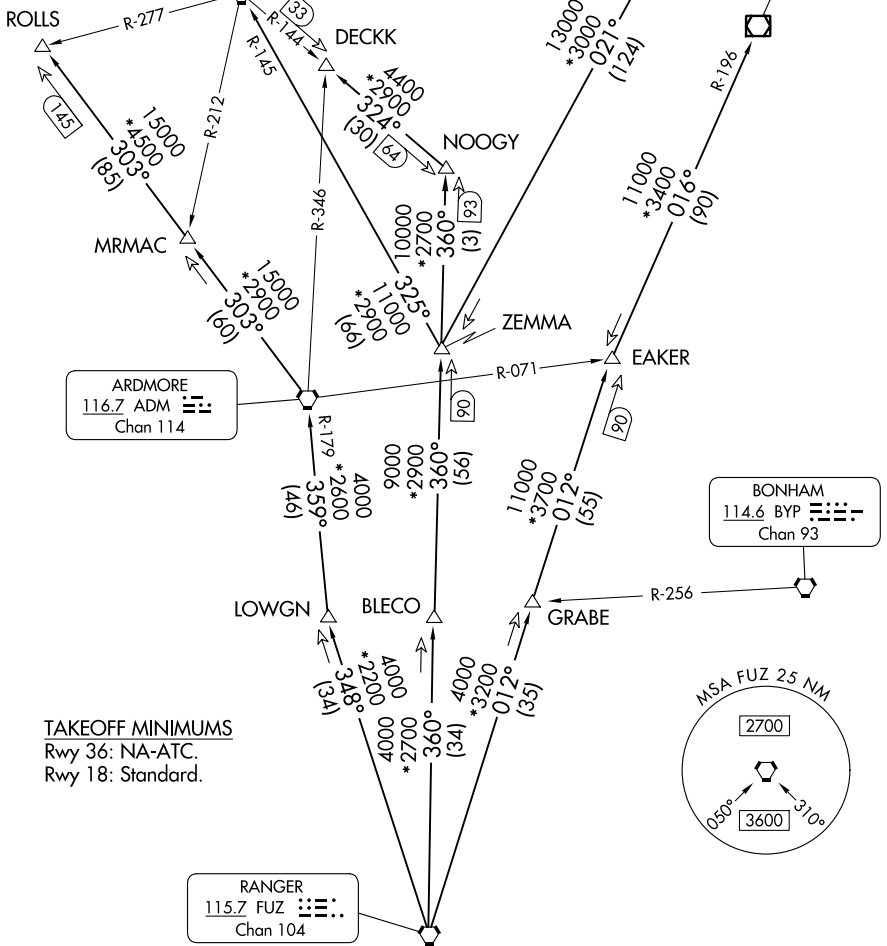 ROLLS
R-277
33
R-144
DECKK
R-145
13000
*3000
021°
(124)
R-196
145
15000
*4500
303°
(85)
R-212
4400
*2900
324°
(30)
64
NOOGY
R-346
93
10000
*2700
360°
(3)
11000
*3400
016°
(90)
MRMAC
15000
*2900
303°
(60)
325°
11000
*2900
(66)
ZEMMA
EAKER
R-071
ARDMORE
116.7 ADM
Chan 114
90
90
R-179
4000
*2600
359°
(46)
9000
*2900
360°
(56)
11000
*3700
012°
(55)
BONHAM
114.6 BYP
Chan 93
LOWGN
BLECO
GRABE
R-256
4000
*2200
348°
(34)
4000
*2700
360°
(34)
4000
*3200
012°
(35)
MSA FUZ 25 NM
2700
050°
310°
3600
TAKEOFF MINIMUMS
Rwy 36: NA-ATC.
Rwy 18: Standard.
RANGER
115.7 FUZ
Chan 104